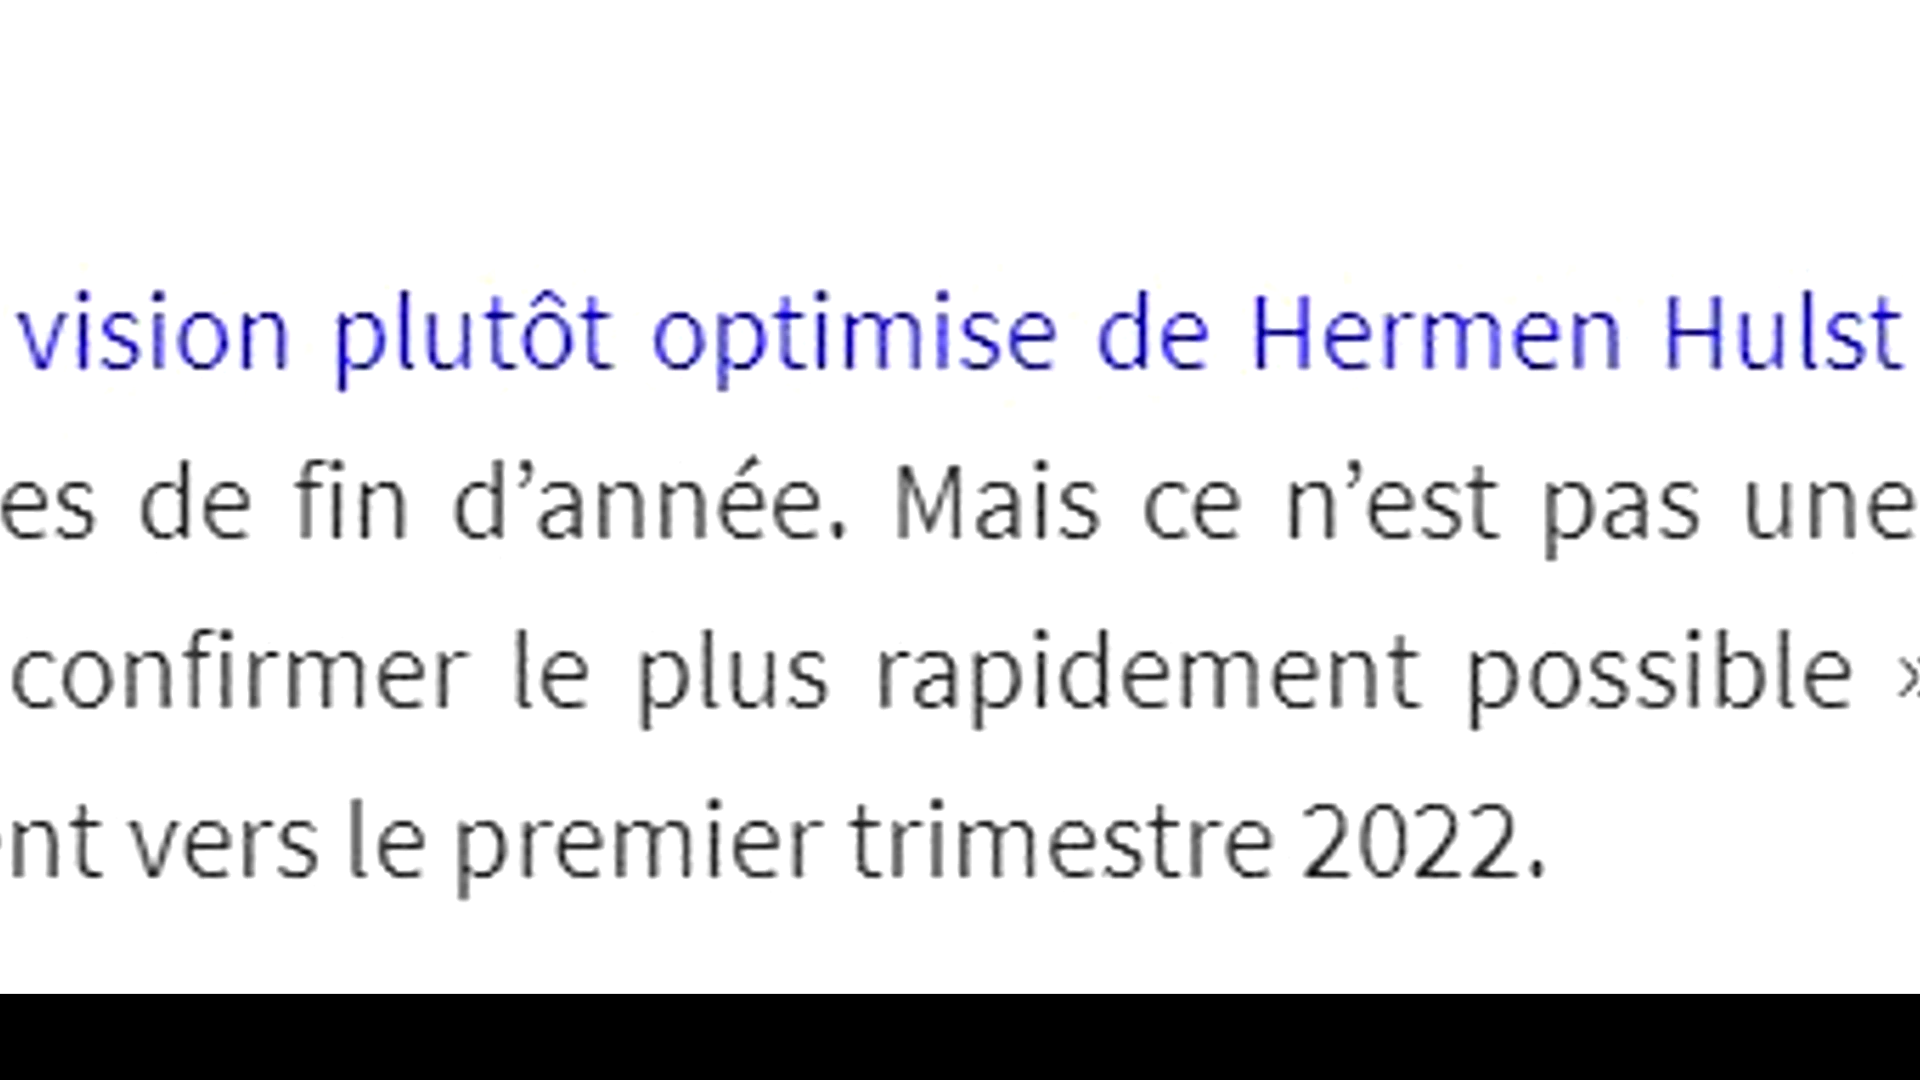 vision plutôt optimise de Hermen Hulst
es de fin d’année. Mais ce n’est pas une
confirmer le plus rapidement possible »
nt vers le premier trimestre 2022.